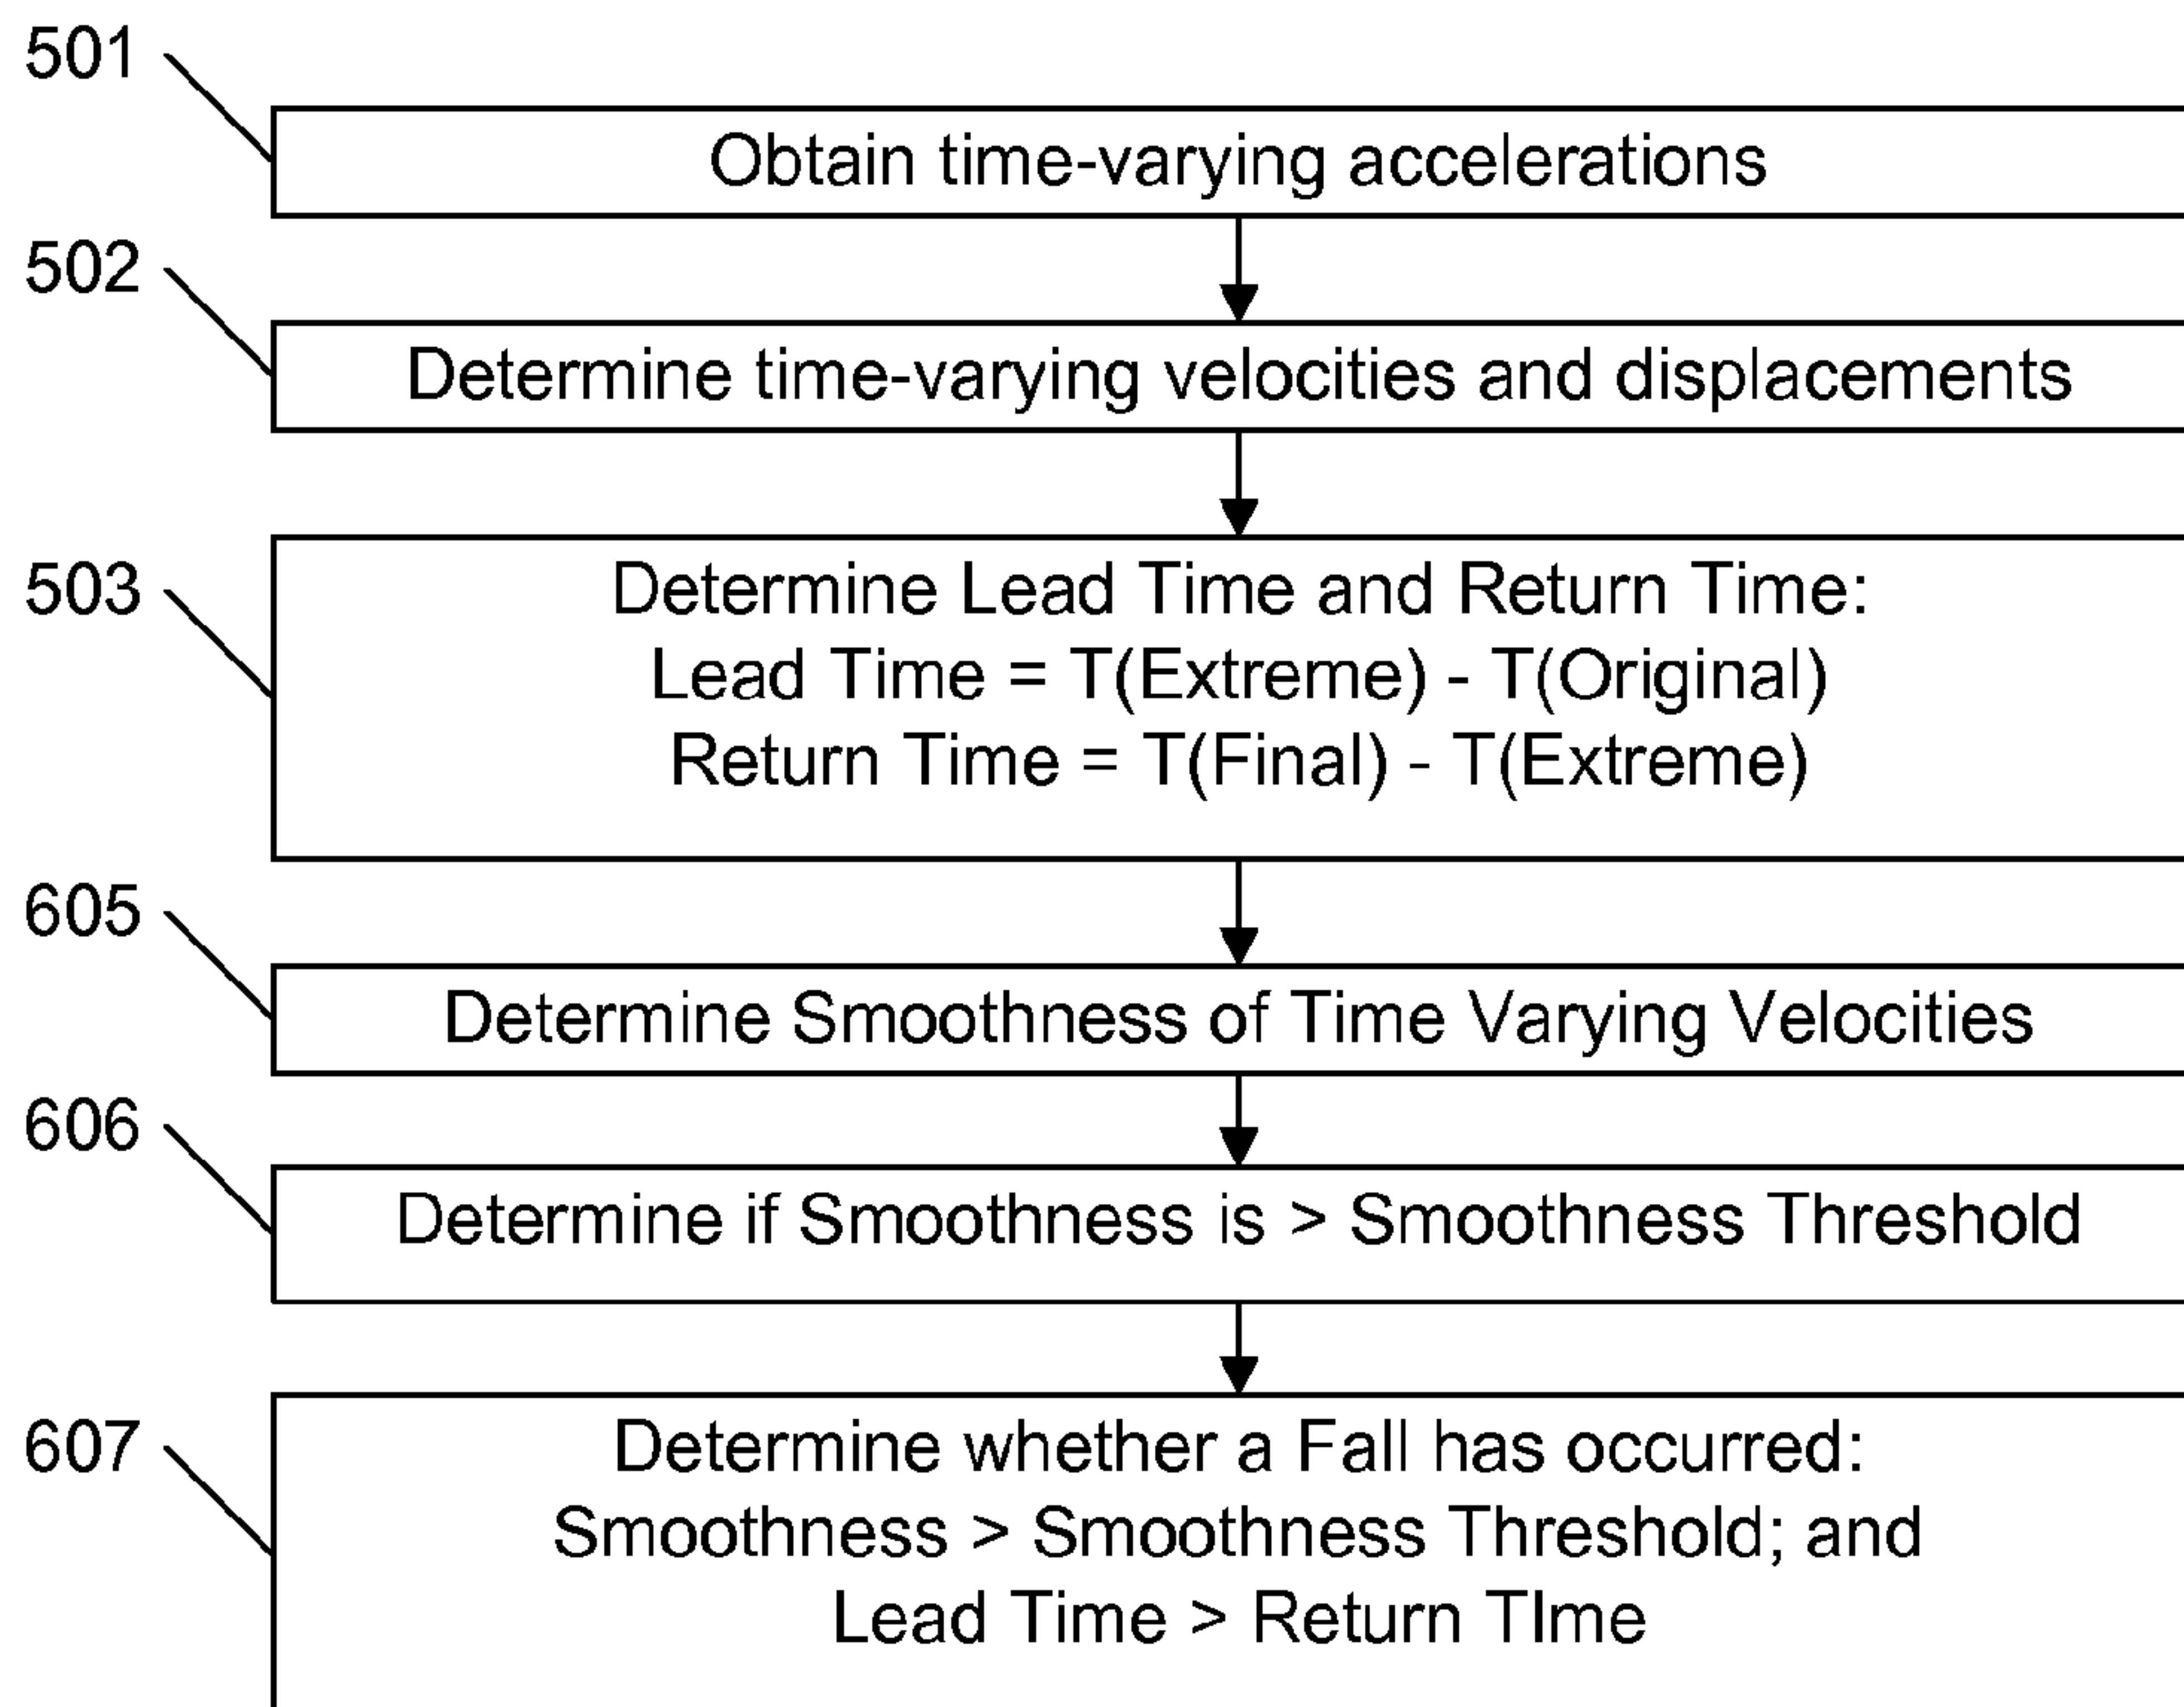 501
Obtain time-varying accelerations
502
Determine time-varying velocities and displacements
503
Determine Lead Time and Return Time:
Lead Time = T(Extreme) - T(Original)
Return Time = T(Final) - T(Extreme)
605
Determine Smoothness of Time Varying Velocities
606
Determine if Smoothness is > Smoothness Threshold
607
Determine whether a Fall has occurred:
Smoothness > Smoothness Threshold; and
Lead Time > Return TIme